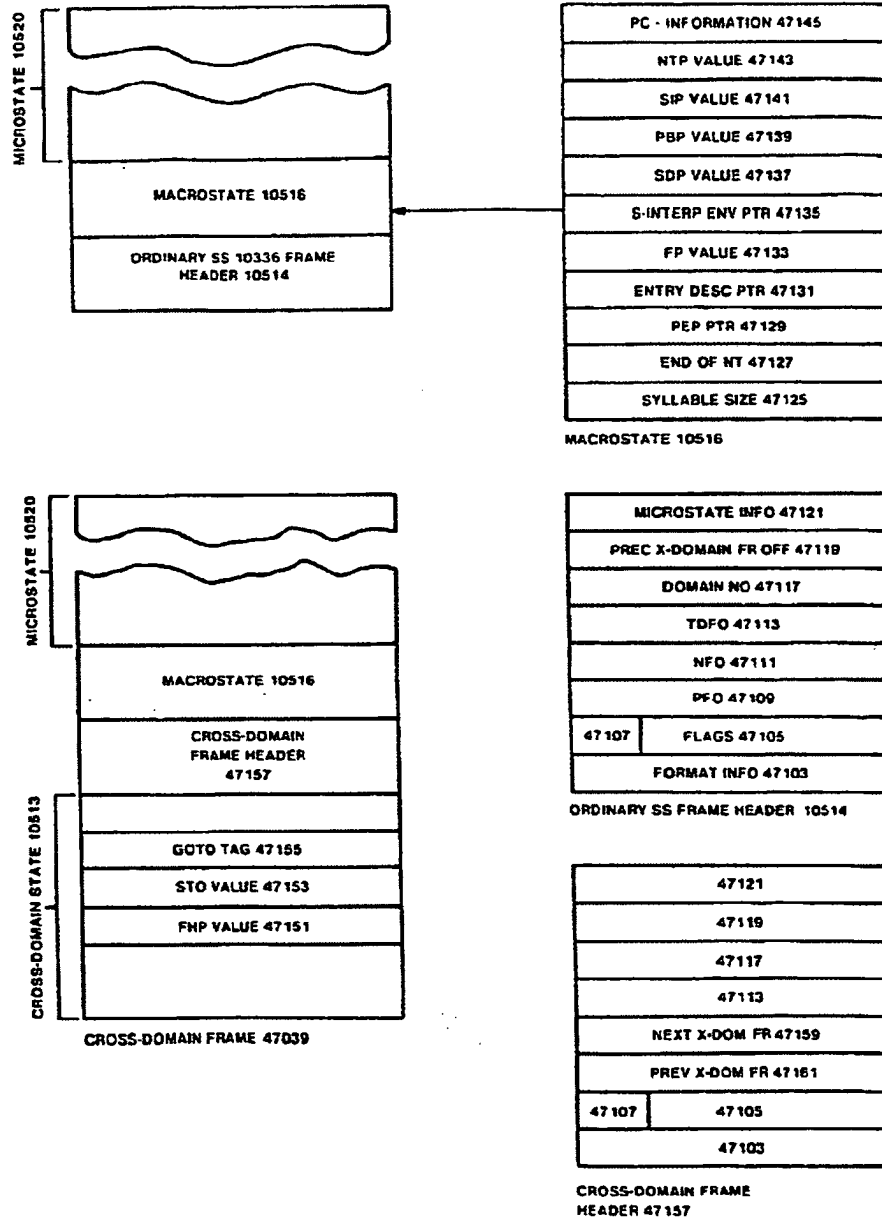 MICROSTATE 10520
MACROSTATE 10516
ORDINARY SS 10336 FRAME
HEADER 10514
PC - INFORMATION 47145
NTP VALUE 47143
SIP VALUE 47141
PBP VALUE 47139
SDP VALUE 47137
S-INTERP ENV PTR 47135
FP VALUE 47133
ENTRY DESC PTR 47131
PEP PTR 47129
END OF NT 47127
SYLLABLE SIZE 47125
MACROSTATE 10516
MICROSTATE 10520
MACROSTATE 10516
CROSS-DOMAIN
FRAME HEADER
47157
CROSS-DOMAIN STATE 10513
GOTO TAG 47155
STO VALUE 47153
FHP VALUE 47151
CROSS-DOMAIN FRAME 47039
MICROSTATE INFO 47121
PREC X-DOMAIN FR OFF 47119
DOMAIN NO 47117
TDFO 47113
NFO 47111
PFO 47109
47107 FLAGS 47105
FORMAT INFO 47103
ORDINARY SS FRAME HEADER 10514
47121
47119
47117
47113
NEXT X-DOM FR 47159
PREV X-DOM FR 47161
47107 47105
47103
CROSS-DOMAIN FRAME
HEADER 47157